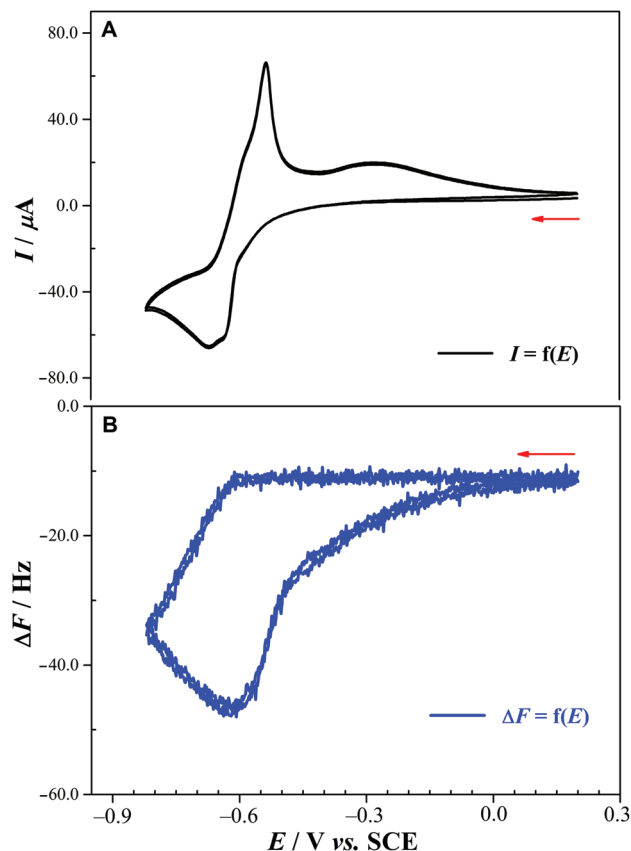 A
80.0
40.0
0.0
−40.0
−80.0
I / μA
I = f(E)
B
0.0
−20.0
−40.0
−60.0
ΔF / Hz
ΔF = f(E)
−0.9
−0.6
−0.3
0.0
0.3
E / V vs. SCE